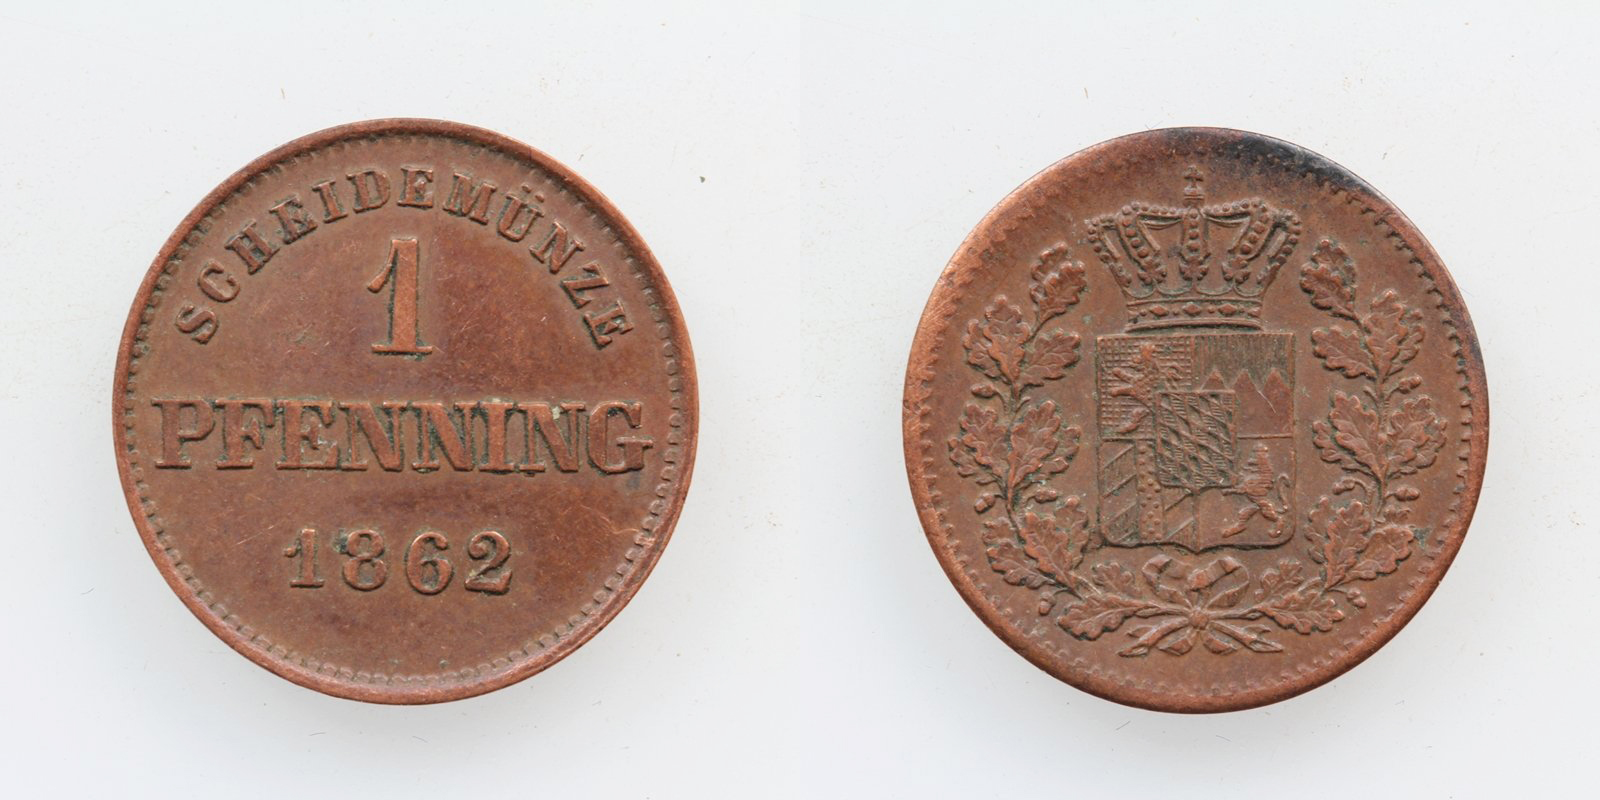 SCHEIDEMÜNZE
1
PFENNING
1862